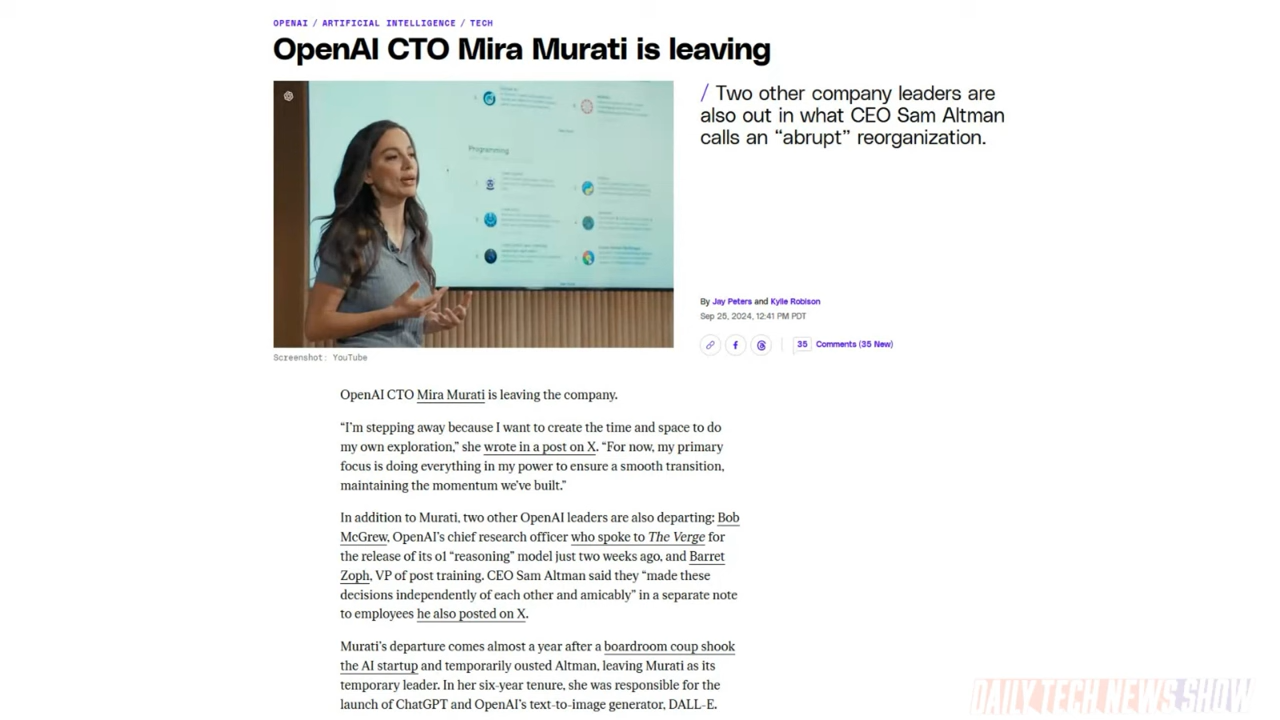 OPENAI / ARTIFICIAL INTELLIGENCE / TECH
OpenAI CTO Mira Murati is leaving
/ Two other company leaders are
also out in what CEO Sam Altman
calls an “abrupt” reorganization.
Programming
By Jay Peters and Kylie Robison
Sep 25, 2024, 12:41 PM PDT
35 Comments (35 New)
Screenshot: YouTube
OpenAI CTO Mira Murati is leaving the company.
“I’m stepping away because I want to create the time and space to do
my own exploration,” she wrote in a post on X. “For now, my primary
focus is doing everything in my power to ensure a smooth transition,
maintaining the momentum we’ve built.”
In addition to Murati, two other OpenAI leaders are also departing: Bob
McGrew, OpenAI’s chief research officer who spoke to The Verge for
the release of its o1 “reasoning” model just two weeks ago, and Barret
Zoph, VP of post training. CEO Sam Altman said they “made these
decisions independently of each other and amicably” in a separate note
to employees he also posted on X.
Murati’s departure comes almost a year after a boardroom coup shook
the AI startup and temporarily ousted Altman, leaving Murati as its
temporary leader. In her six-year tenure, she was responsible for the
launch of ChatGPT and OpenAI’s text-to-image generator, DALL-E.
DAILY TECH NEWS SHOW